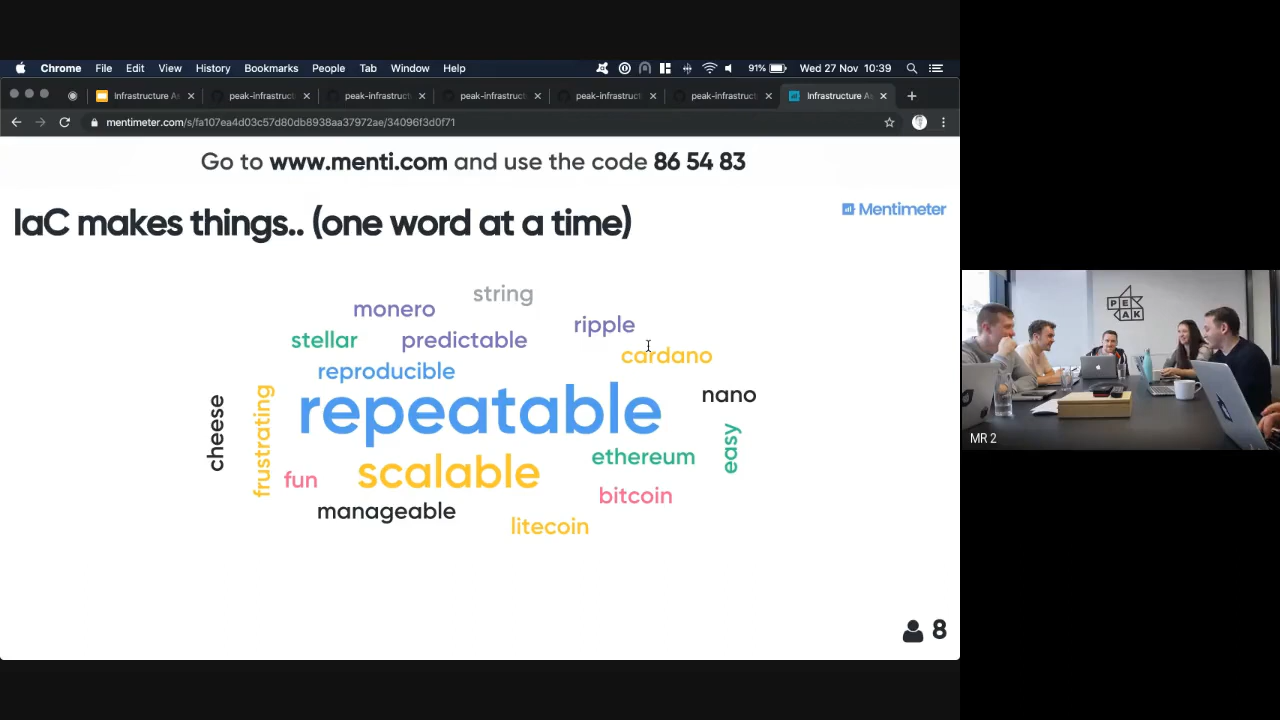 Chrome File Edit View History Bookmarks People Tab Window Help 91% Wed 27 Nov 10:39
Infrastructure As peak-infrastruct peak-infrastruct peak-infrastruct peak-infrastruct peak-infrastruct Infrastructure As
mentimeter.com/s/fa107ea4d03c57d80db8938aa37972ae/34096f3d0f71
Go to www.menti.com and use the code 86 54 83
Mentimeter
IaC makes things.. (one word at a time)
string
monero
ripple
stellar
predictable
cardano
reproducible
repeatable
nano
cheese
frustrating
easy
ethereum
scalable
fun
bitcoin
manageable
litecoin
8
PEAK
MR 2